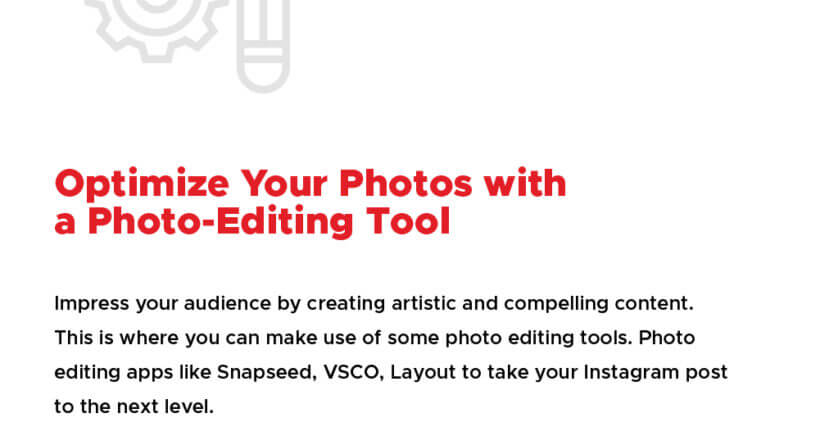 Optimize Your Photos with
a Photo-Editing Tool
Impress your audience by creating artistic and compelling content.
This is where you can make use of some photo editing tools. Photo
editing apps like Snapseed, VSCO, Layout to take your Instagram post
to the next level.